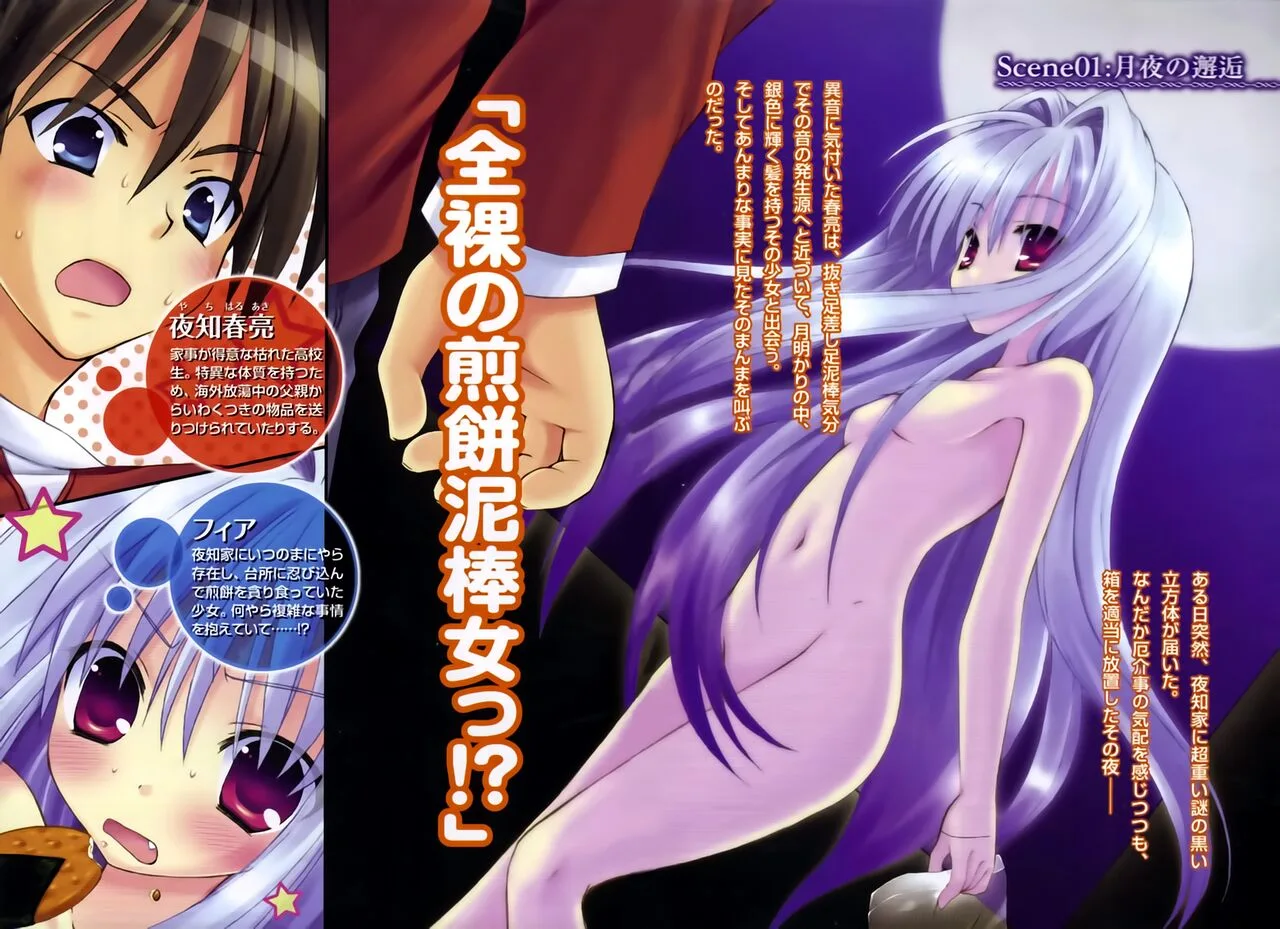 Scene01:月夜の邂逅
ある日突然、夜知家に超重い謎の黒い
立方体が届いた。
なんだか厄介事の気配を感じつつも、
箱を適当に放置したその夜――
異音に気付いた春亮は、抜き足差し足泥棒気分
でその音の発生源へと近づいて、月明かりの中、
銀色に輝く髪を持つその少女と出会う。
そしてあんまりな事実に見たそのまんまを叫ぶ
のだった。
「全裸の煎餅泥棒女っ!?」
やちはるあき
夜知春亮
家事が得意な枯れた高校
生。特異な体質を持つた
め、海外放蕩中の父親か
らいわくつきの物品を送
りつけられていたりする。
フィア
夜知家にいつのまにやら
存在し、台所に忍び込ん
で煎餅を貪り食っていた
少女。何やら複雑な事情
を抱えていて……!?